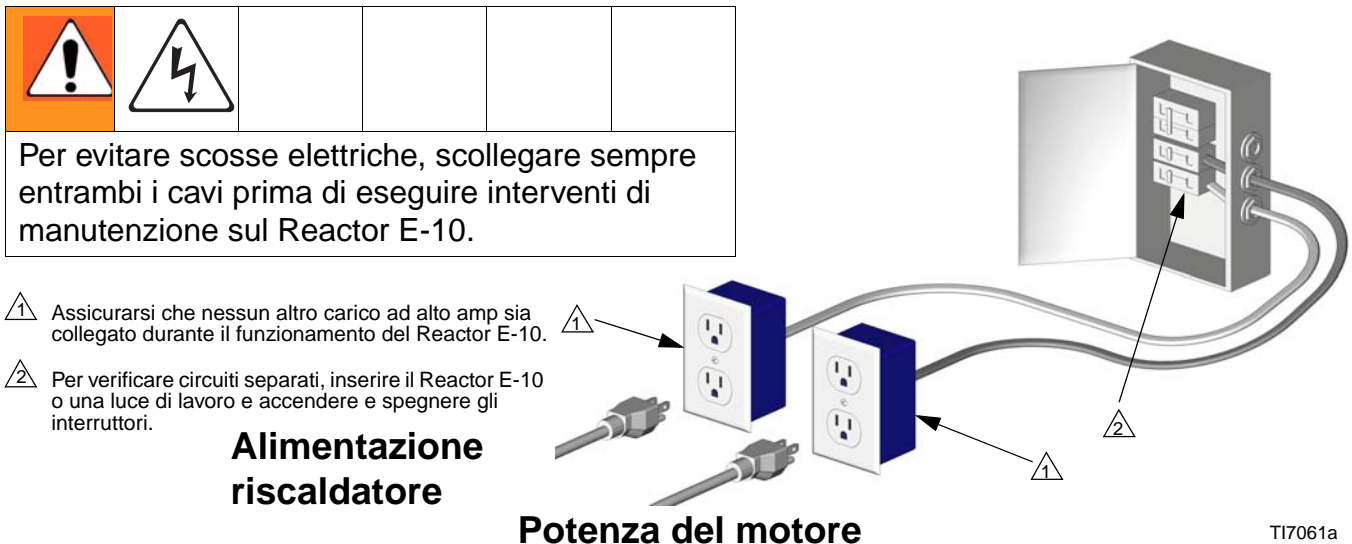 Per evitare scosse elettriche, scollegare sempre
entrambi i cavi prima di eseguire interventi di
manutenzione sul Reactor E-10.
1 Assicurarsi che nessun altro carico ad alto amp sia
collegato durante il funzionamento del Reactor E-10.
2 Per verificare circuiti separati, inserire il Reactor E-10
o una luce di lavoro e accendere e spegnere gli
interruttori.
1
2
1
Alimentazione
riscaldatore
Potenza del motore
TI7061a